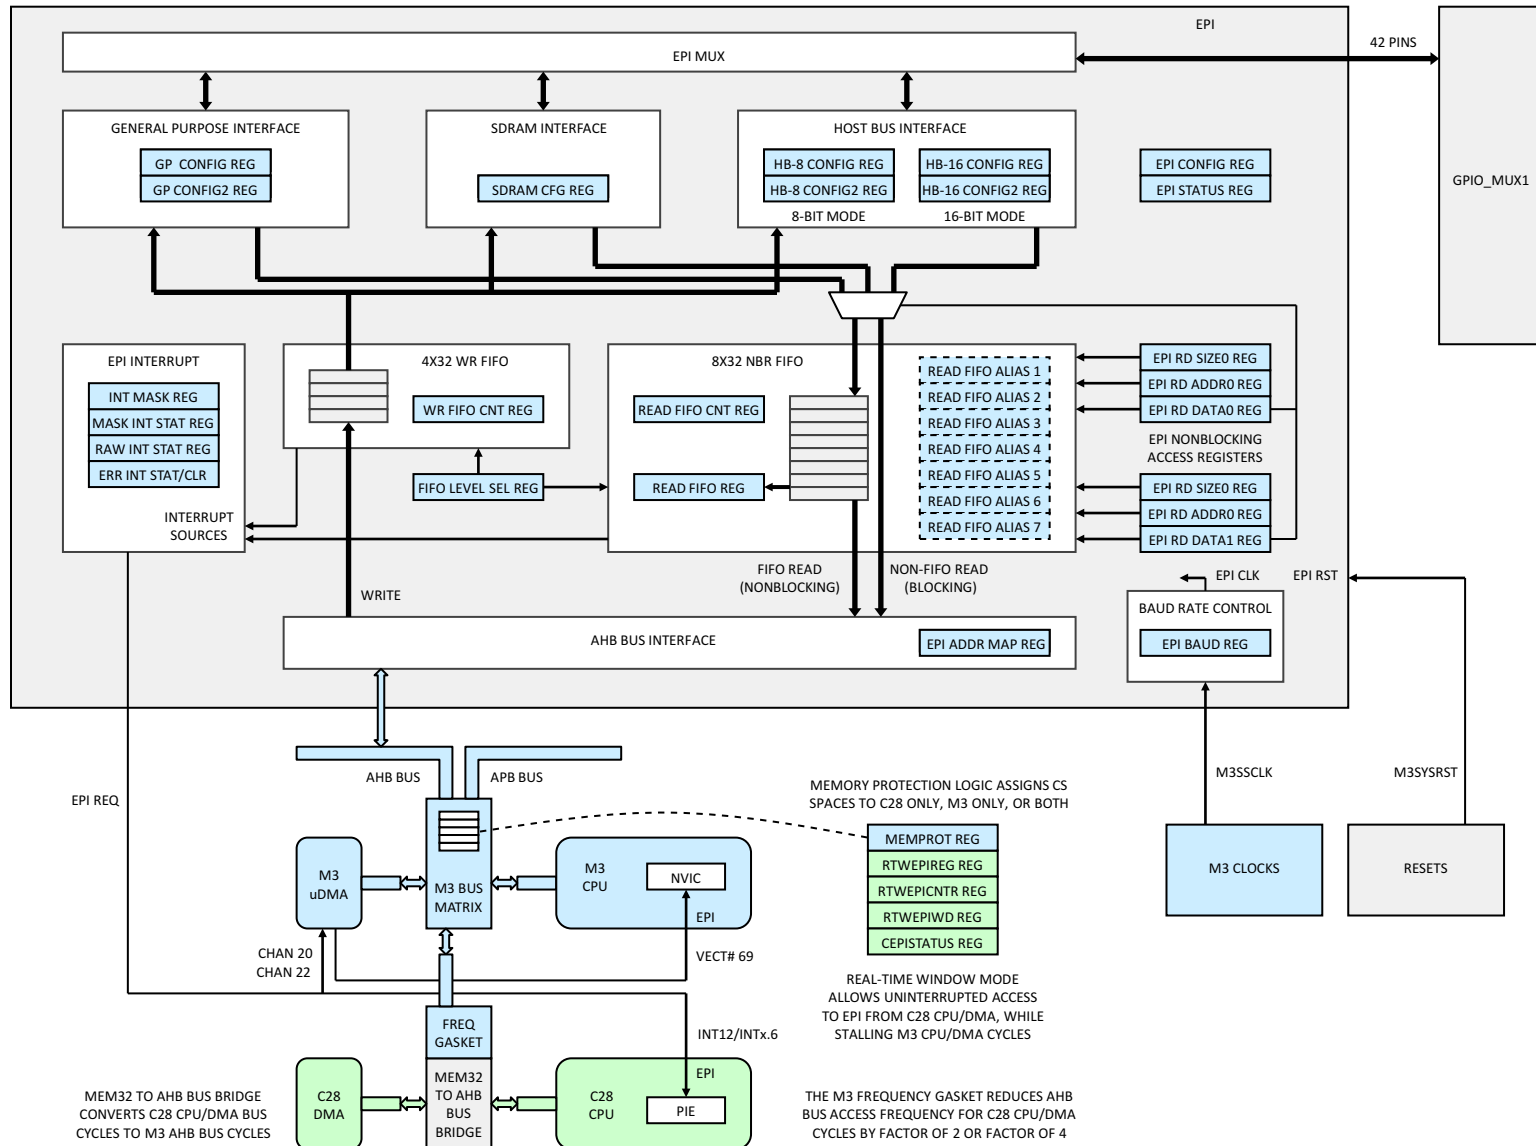 EPI
42 PINS
EPI MUX
GENERAL PURPOSE INTERFACE
GP CONFIG REG
GP CONFIG2 REG
SDRAM INTERFACE
SDRAM CFG REG
HOST BUS INTERFACE
HB-8 CONFIG REG
HB-8 CONFIG2 REG
8-BIT MODE
HB-16 CONFIG REG
HB-16 CONFIG2 REG
16-BIT MODE
EPI CONFIG REG
EPI STATUS REG
GPIO_MUX1
EPI INTERRUPT
INT MASK REG
MASK INT STAT REG
RAW INT STAT REG
ERR INT STAT/CLR
INTERRUPT
SOURCES
4X32 WR FIFO
WR FIFO CNT REG
FIFO LEVEL SEL REG
8X32 NBR FIFO
READ FIFO CNT REG
READ FIFO REG
READ FIFO ALIAS 1
READ FIFO ALIAS 2
READ FIFO ALIAS 3
READ FIFO ALIAS 4
READ FIFO ALIAS 5
READ FIFO ALIAS 6
READ FIFO ALIAS 7
EPI RD SIZE0 REG
EPI RD ADDR0 REG
EPI RD DATA0 REG
EPI NONBLOCKING
ACCESS REGISTERS
EPI RD SIZE0 REG
EPI RD ADDR0 REG
EPI RD DATA1 REG
WRITE
FIFO READ
(NONBLOCKING)
NON-FIFO READ
(BLOCKING)
EPI CLK
EPI RST
BAUD RATE CONTROL
EPI BAUD REG
AHB BUS INTERFACE
EPI ADDR MAP REG
AHB BUS
APB BUS
EPI REQ
MEMORY PROTECTION LOGIC ASSIGNS CS
SPACES TO C28 ONLY, M3 ONLY, OR BOTH
M3SSCLK
M3SYSRST
MEMPROT REG
RTWEPIREG REG
RTWEPICNTR REG
RTWEPIWD REG
CEPISTATUS REG
M3 CLOCKS
RESETS
M3
uDMA
M3 BUS
MATRIX
M3
CPU
NVIC
EPI
CHAN 20
CHAN 22
VECT# 69
REAL-TIME WINDOW MODE
ALLOWS UNINTERRUPTED ACCESS
TO EPI FROM C28 CPU/DMA, WHILE
STALLING M3 CPU/DMA CYCLES
FREQ
GASKET
INT12/INTx.6
MEM32 TO AHB BUS BRIDGE
CONVERTS C28 CPU/DMA BUS
CYCLES TO M3 AHB BUS CYCLES
C28
DMA
MEM32
TO AHB
BUS
BRIDGE
C28
CPU
EPI
PIE
THE M3 FREQUENCY GASKET REDUCES AHB
BUS ACCESS FREQUENCY FOR C28 CPU/DMA
CYCLES BY FACTOR OF 2 OR FACTOR OF 4